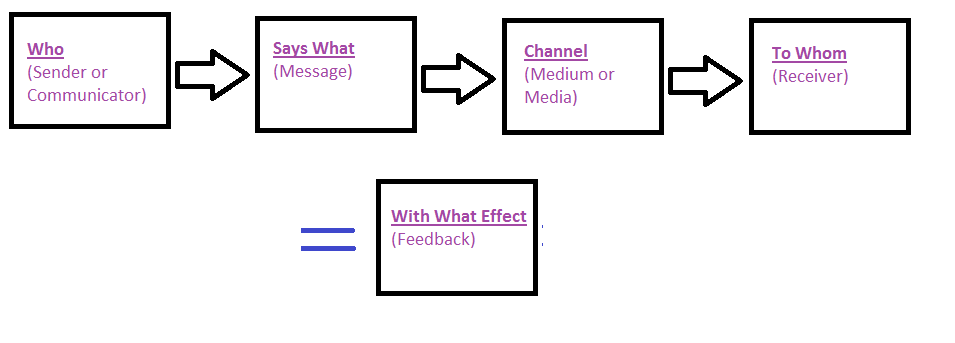 Who
(Sender or
Communicator)
Says What
(Message)
Channel
(Medium or
Media)
To Whom
(Receiver)
With What Effect
(Feedback)